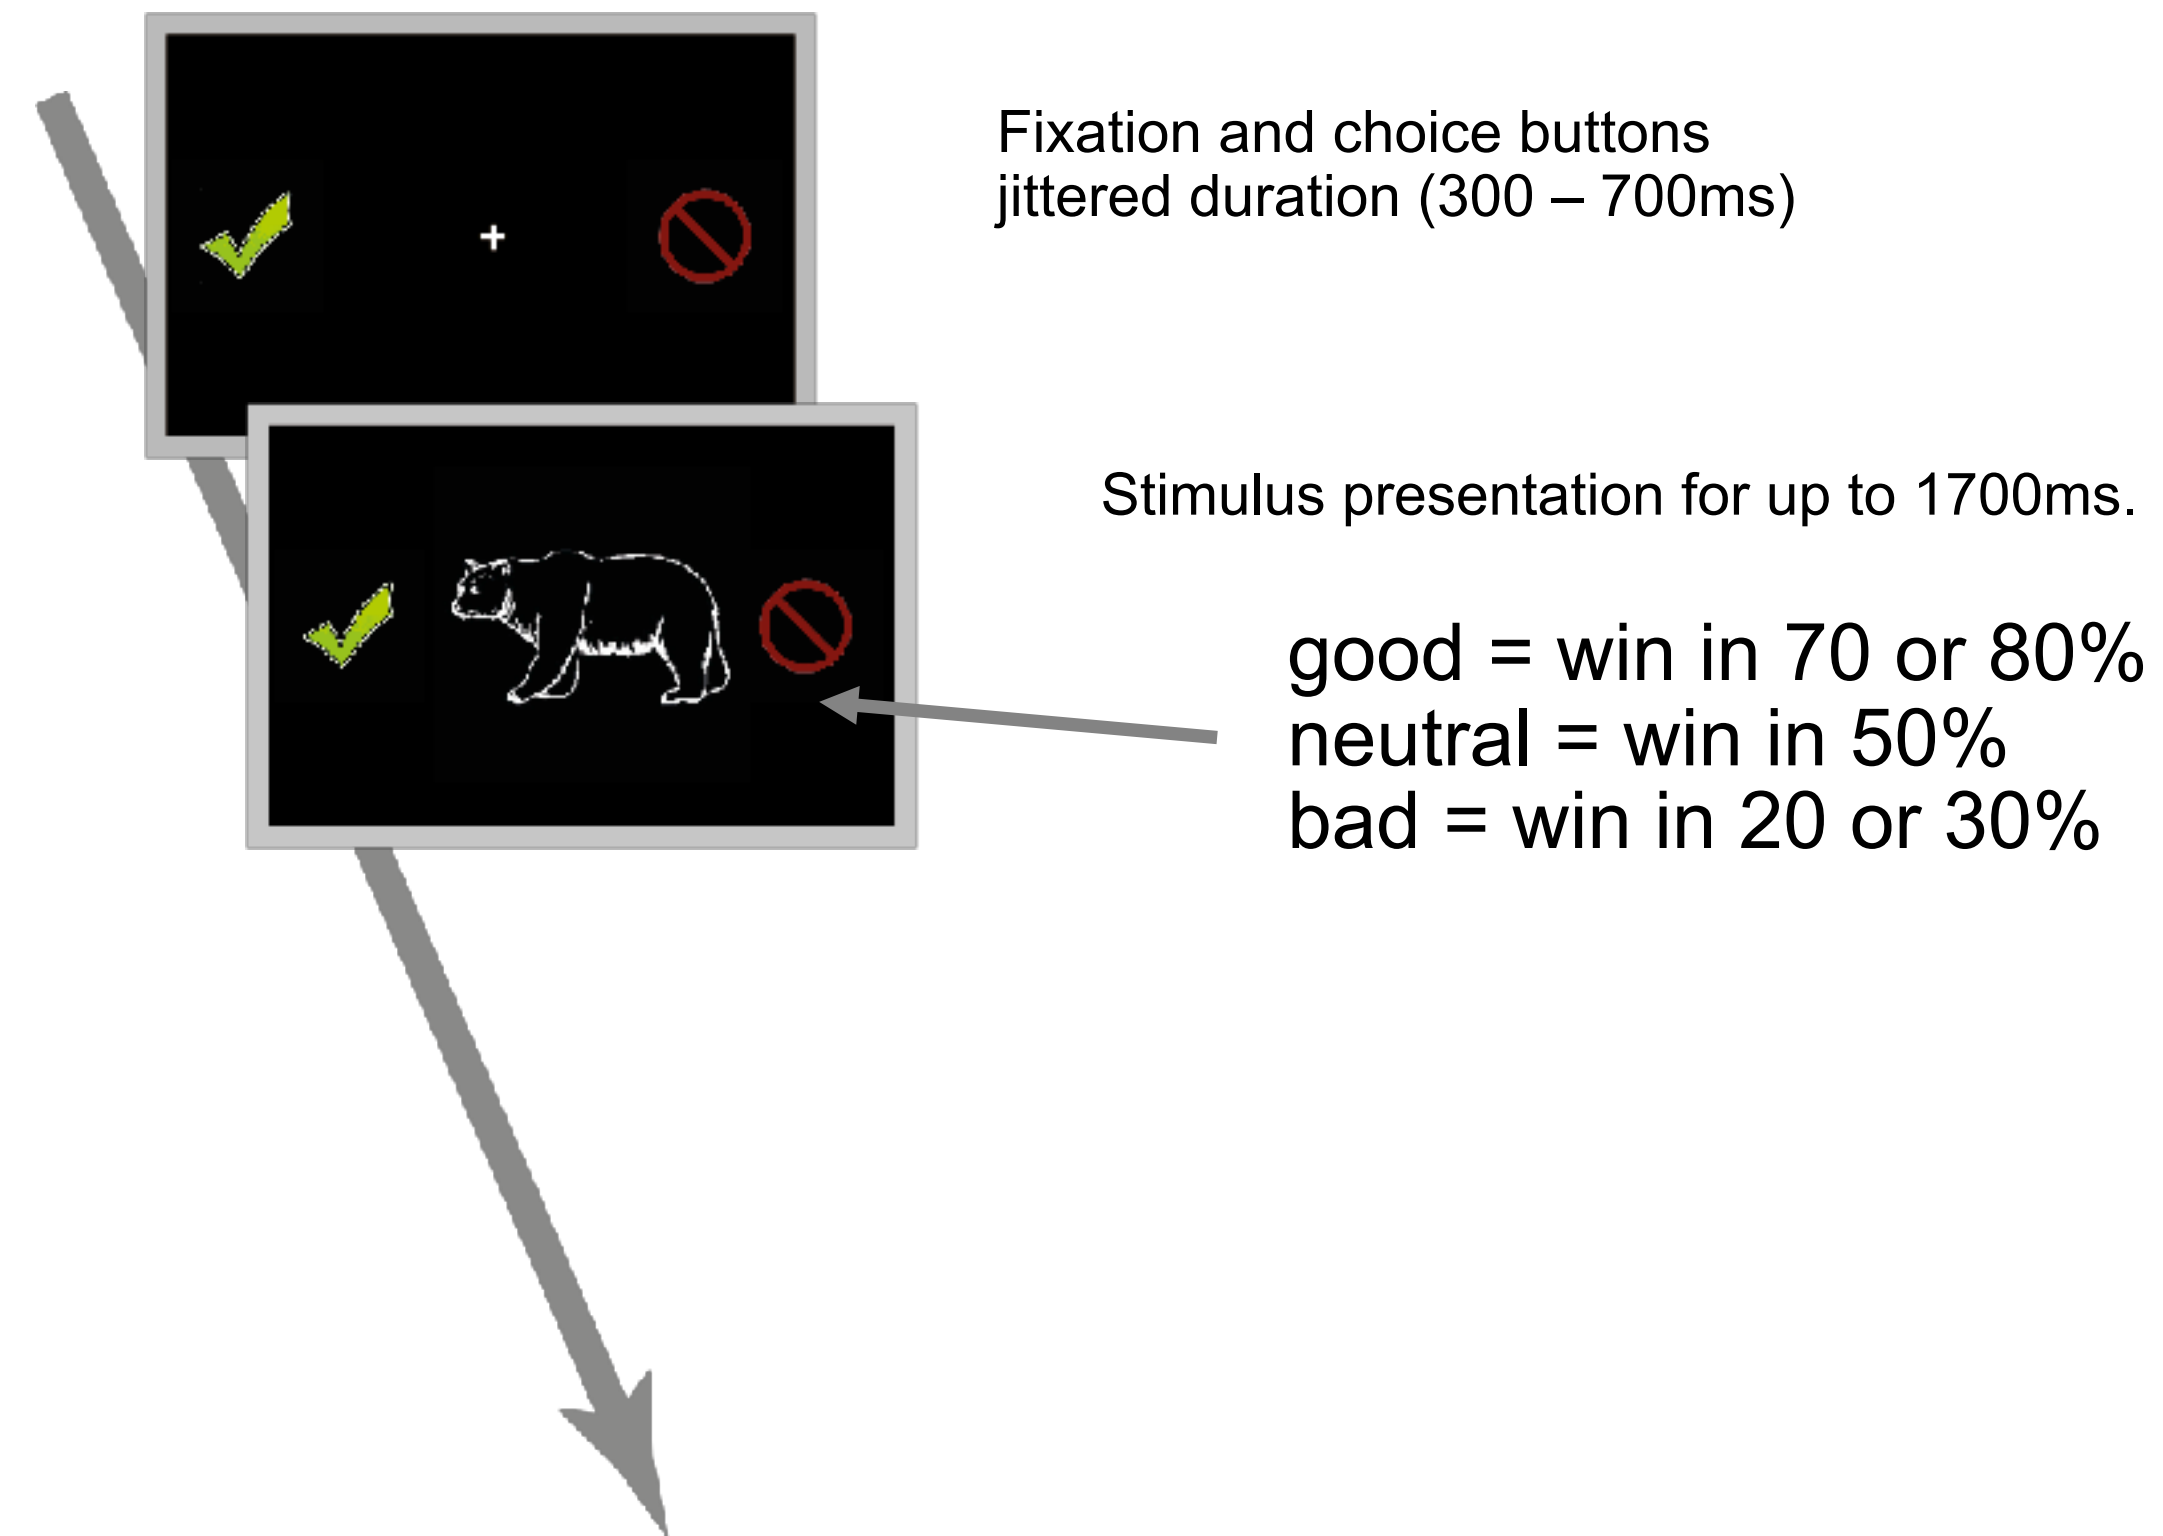 Fixation and choice buttons
jittered duration (300 – 700ms)
Stimulus presentation for up to 1700ms.
good = win in 70 or 80%
neutral = win in 50%
bad = win in 20 or 30%